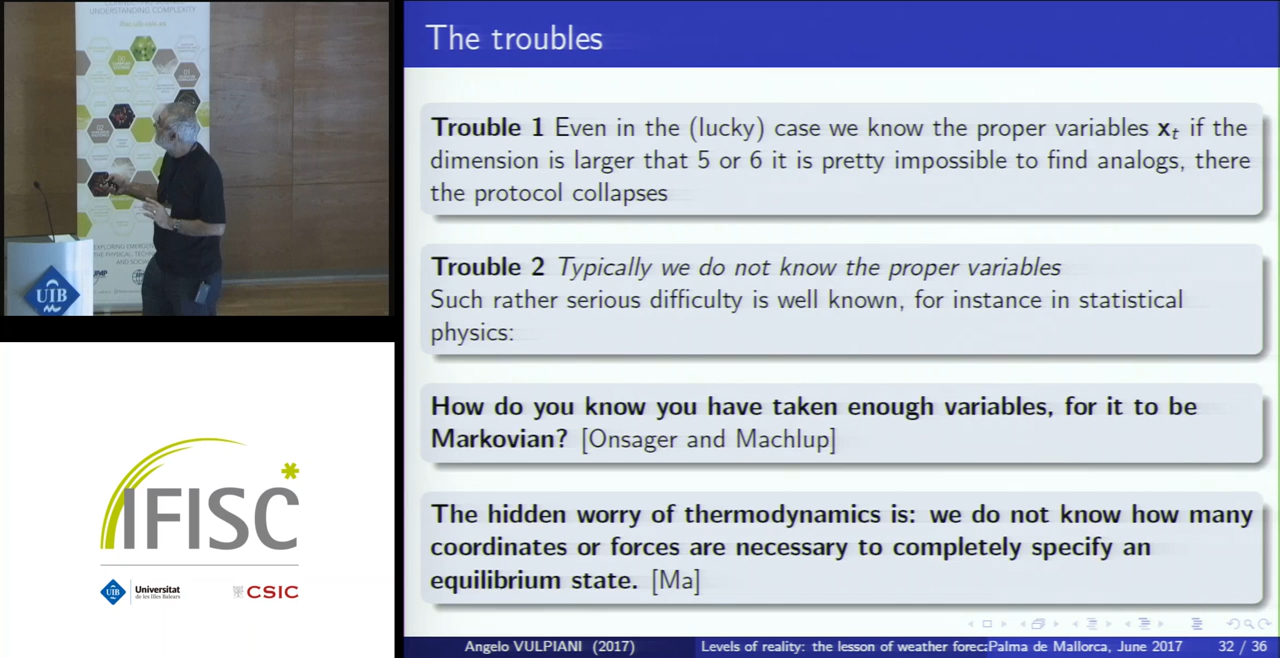 UNDERSTANDING COMPLEXITY
UIB
IFISC
UIB
Universitat
de les Illes Balears
CSIC
The troubles
Trouble 1 Even in the (lucky) case we know the proper variables xₜ if the
dimension is larger that 5 or 6 it is pretty impossible to find analogs, there
the protocol collapses
Trouble 2 Typically we do not know the proper variables
Such rather serious difficulty is well known, for instance in statistical
physics:
How do you know you have taken enough variables, for it to be
Markovian? [Onsager and Machlup]
The hidden worry of thermodynamics is: we do not know how many
coordinates or forces are necessary to completely specify an
equilibrium state. [Ma]
Angelo VULPIANI (2017)
Levels of reality: the lesson of weather forec
Palma de Mallorca, June 2017
32 / 36